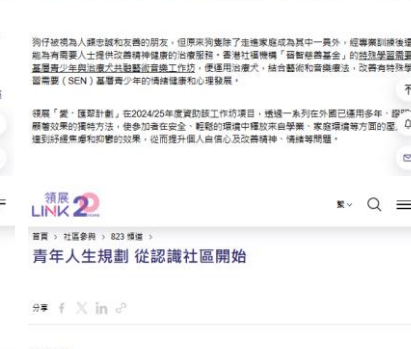 狗仔被視為人類忠誠和友善的朋友，但原來狗隻除了走進家庭成為其中一員外，經專業訓練後還
能為有需要人士提供改善精神健康的治療服務。香港社福機構「晉智慈善基金」的特殊學習需要
基層青少年與治療犬共融藝術音樂工作坊，便運用治療犬，結合藝術和音樂療法，改善有特殊學
習需要（SEN）基層青少年的情緒健康和心理發展。
領展「愛．匯聚計劃」在2024/25年度資助該工作坊項目，透過一系列在外國已運用多年、
顯著效果的獨特方法，使參加者在安全、輕鬆的環境中釋放來自學業、家庭環境等方面的壓
達到紓緩焦慮和抑鬱的效果，從而提升個人自信心及改善精神、情緒等問題。
領展
LINK 20
繁
首頁 › 社區參與 › 823 頻道 ›
青年人生規劃 從認識社區開始
分享